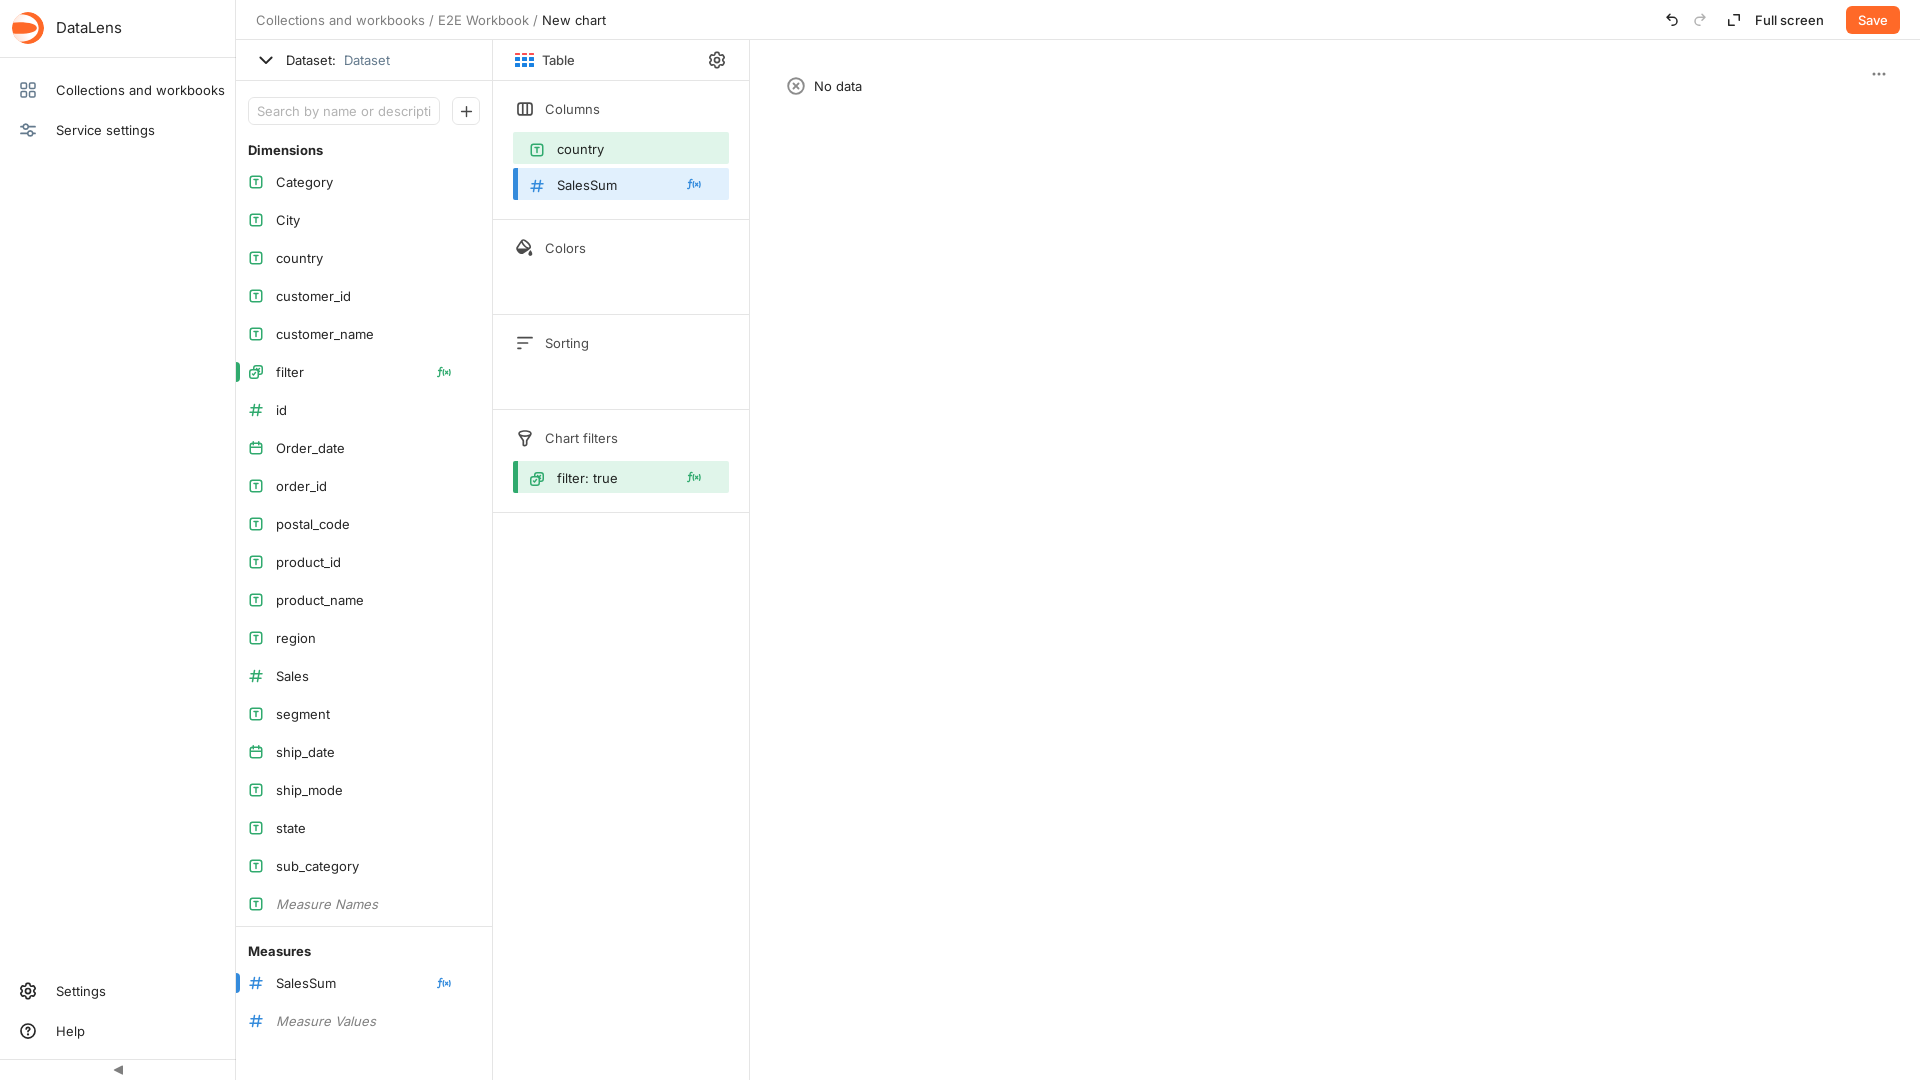 DataLens
Collections and workbooks
Service settings
Settings
Help
Collections and workbooks / E2E Workbook / New chart
Full screen
Save
Dataset: Dataset
Search by name or descripti
Dimensions
Category
City
country
customer_id
customer_name
filter
id
Order_date
order_id
postal_code
product_id
product_name
region
Sales
segment
ship_date
ship_mode
state
sub_category
Measure Names
Measures
SalesSum
Measure Values
Table
Columns
country
SalesSum
Colors
Sorting
Chart filters
filter: true
No data